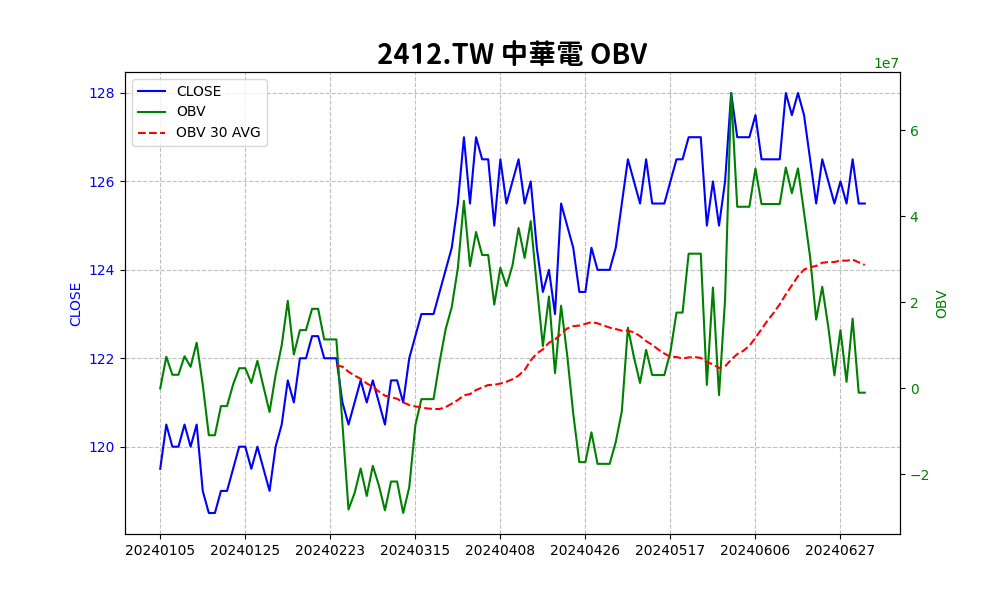 2412.TW 中華電 OBV
1e7
CLOSE
OBV
OBV 30 AVG
128
126
124
122
120
CLOSE
6
4
2
0
−2
OBV
20240105 20240125 20240223 20240315 20240408 20240426 20240517 20240606 20240627